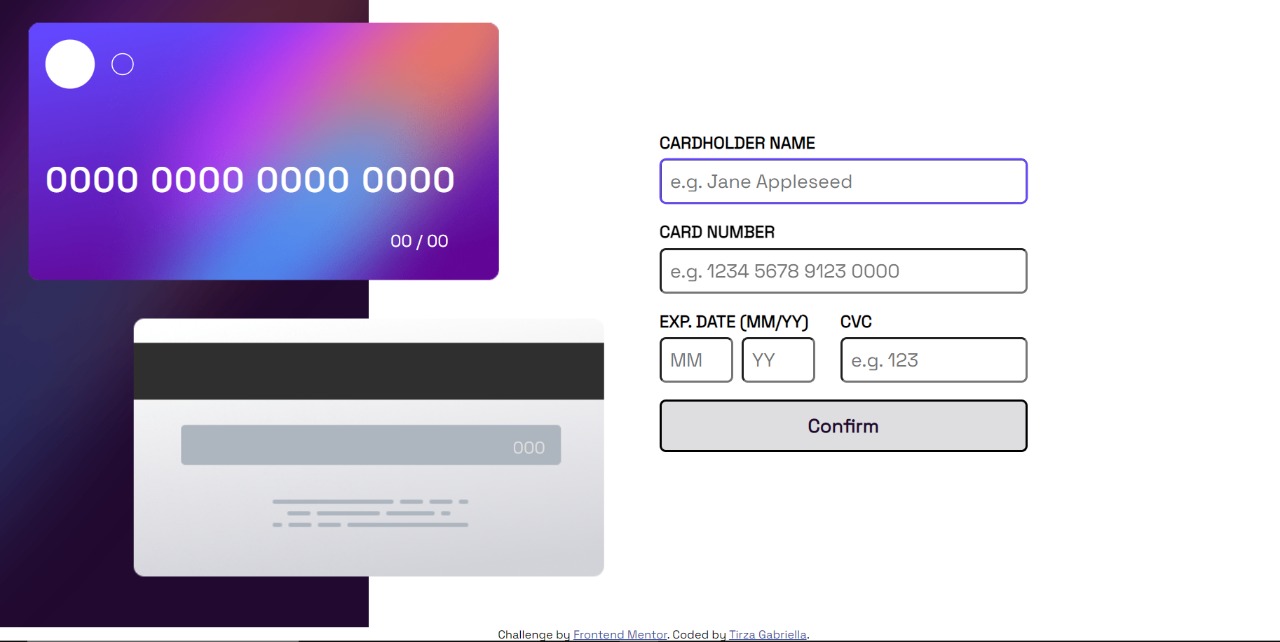 0000 0000 0000 0000
00 / 00
000
CARDHOLDER NAME
e.g. Jane Appleseed
CARD NUMBER
e.g. 1234 5678 9123 0000
EXP. DATE (MM/YY) CVC
MM YY e.g. 123
Confirm
Challenge by Frontend Mentor. Coded by Tirza Gabriella.